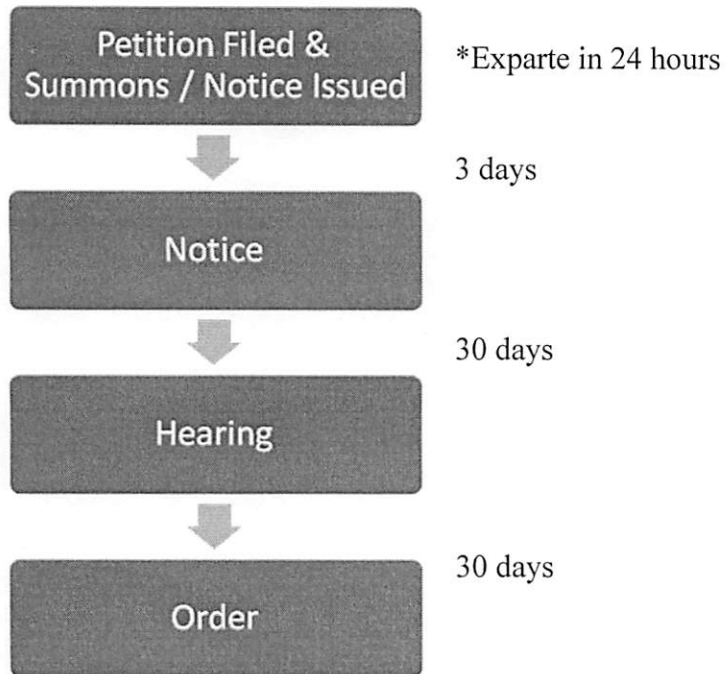 Petition Filed &
Summons / Notice Issued
*Exparte in 24 hours
3 days
Notice
30 days
Hearing
30 days
Order